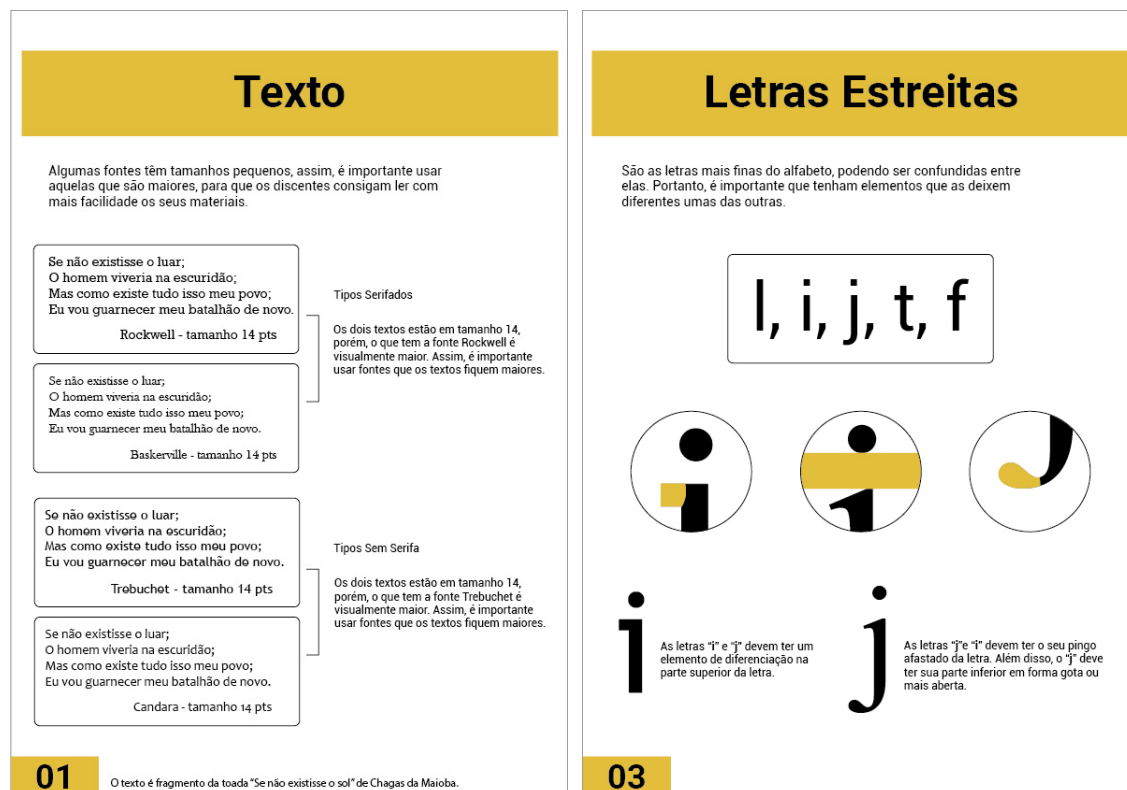 Texto
Algumas fontes têm tamanhos pequenos, assim, é importante usar
aquelas que são maiores, para que os discentes consigam ler com
mais facilidade os seus materiais.
Se não existisse o luar;
O homem viveria na escuridão;
Mas como existe tudo isso meu povo;
Eu vou guarnecer meu batalhão de novo.
Rockwell - tamanho 14 pts
Se não existisse o luar;
O homem viveria na escuridão;
Mas como existe tudo isso meu povo;
Eu vou guarnecer meu batalhão de novo.
Baskerville - tamanho 14 pts
Tipos Serifados
Os dois textos estão em tamanho 14,
porém, o que tem a fonte Rockwell é
visualmente maior. Assim, é importante
usar fontes que os textos fiquem maiores.
Se não existisse o luar;
O homem viveria na escuridão;
Mas como existe tudo isso meu povo;
Eu vou guarnecer meu batalhão de novo.
Trebuchet - tamanho 14 pts
Se não existisse o luar;
O homem viveria na escuridão;
Mas como existe tudo isso meu povo;
Eu vou guarnecer meu batalhão de novo.
Candara - tamanho 14 pts
Tipos Sem Serifa
Os dois textos estão em tamanho 14,
porém, o que tem a fonte Trebuchet é
visualmente maior. Assim, é importante
usar fontes que os textos fiquem maiores.
01
O texto é fragmento da toada "Se não existisse o sol" de Chagas da Maioba.
Letras Estreitas
São as letras mais finas do alfabeto, podendo ser confundidas entre
elas. Portanto, é importante que tenham elementos que as deixem
diferentes umas das outras.
l, i, j, t, f
i
i
J
i
As letras "i" e "j" devem ter um
elemento de diferenciação na
parte superior da letra.
j
As letras "j"e "i" devem ter o seu pingo
afastado da letra. Além disso, o "j" deve
ter sua parte inferior em forma gota ou
mais aberta.
03